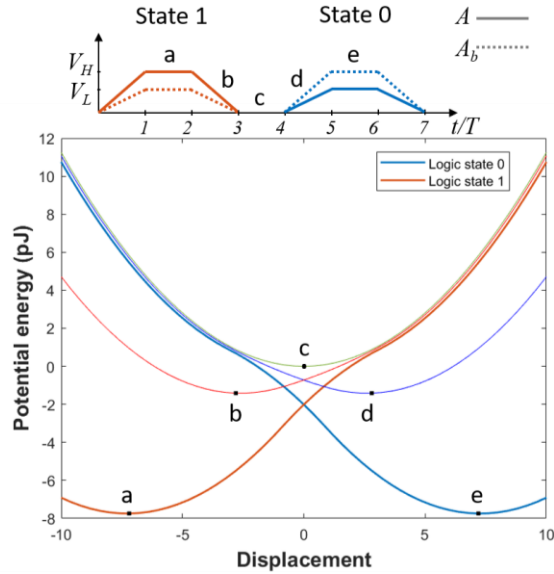 State 1 State 0
A
A_b
V_H
V_L
a b c d e
1 2 3 4 5 6 7 t/T
12
10
8
6
4
2
0
-2
-4
-6
-8
Potential energy (pJ)
Logic state 0
Logic state 1
c
b d
a e
-10 -5 0 5 10
Displacement